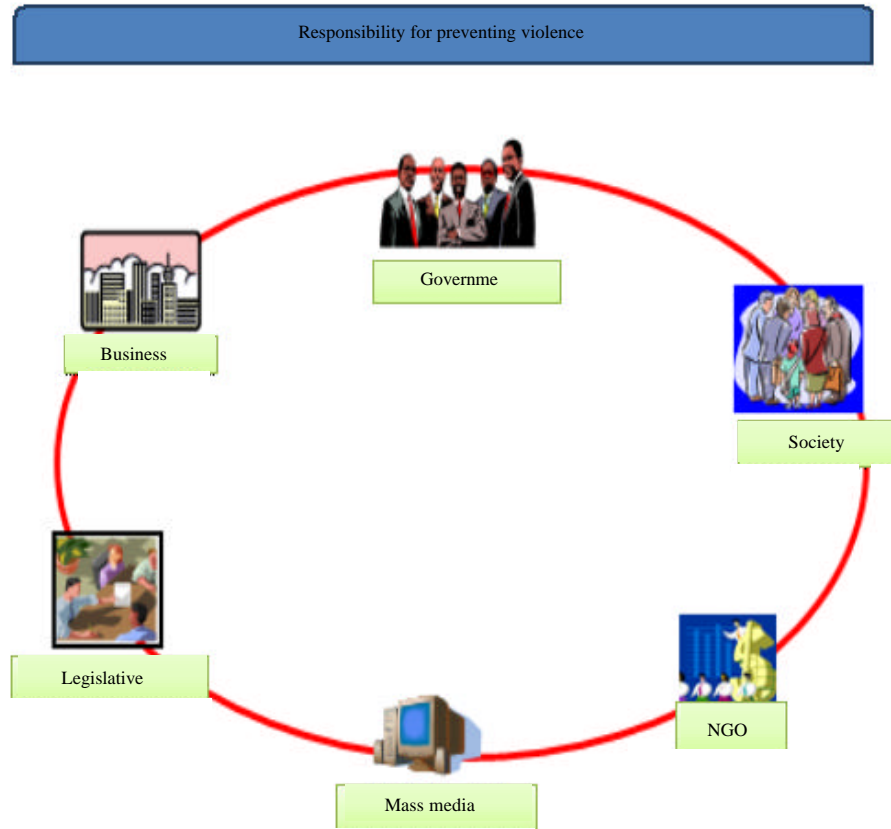 Responsibility for preventing violence
Governme
Business
Society
Legislative
NGO
Mass media